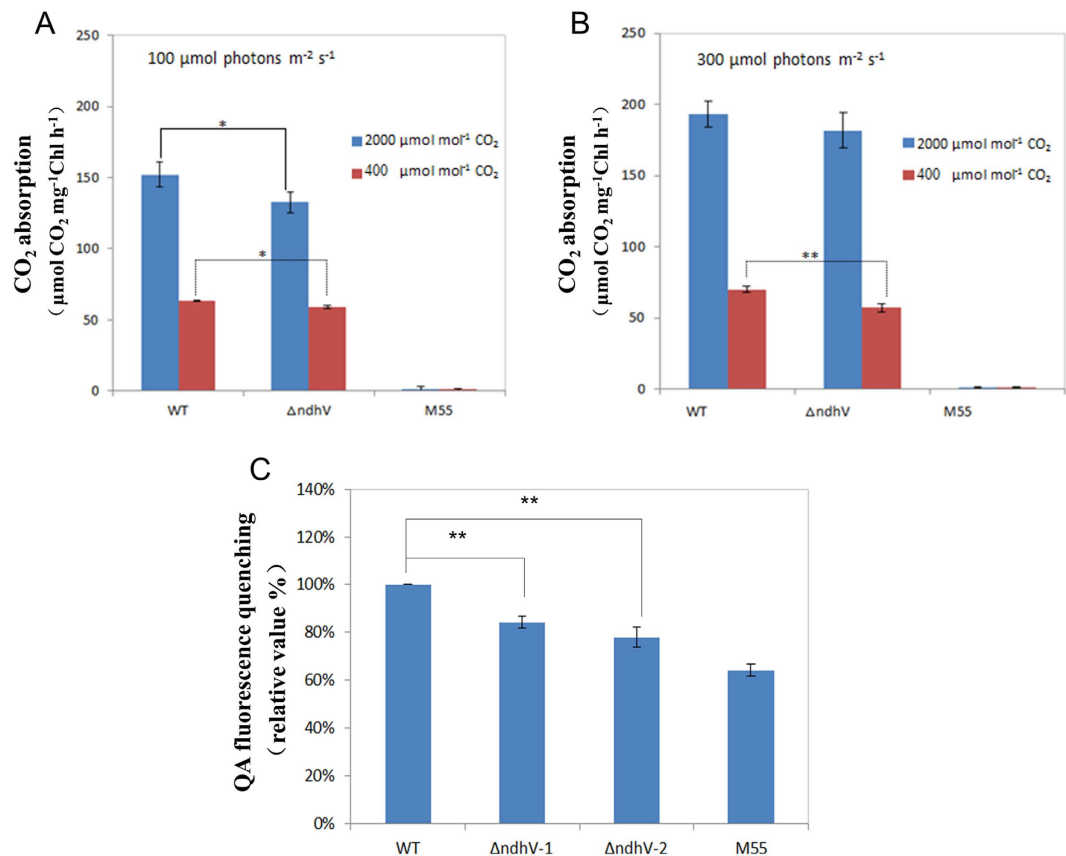 A
100 μmol photons m⁻² s⁻¹
CO₂ absorption
(μmol CO₂ mg⁻¹Chl h⁻¹)
250
200
150
100
50
0
*
*
2000 μmol mol⁻¹ CO₂
400 μmol mol⁻¹ CO₂
WT ΔndhV M55
B
300 μmol photons m⁻² s⁻¹
CO₂ absorption
(μmol CO₂ mg⁻¹Chl h⁻¹)
250
200
150
100
50
0
2000 μmol mol⁻¹ CO₂
400 μmol mol⁻¹ CO₂
**
WT ΔndhV M55
C
QA fluorescence quenching
(relative value %)
140%
120%
100%
80%
60%
40%
20%
0%
**
**
WT ΔndhV-1 ΔndhV-2 M55